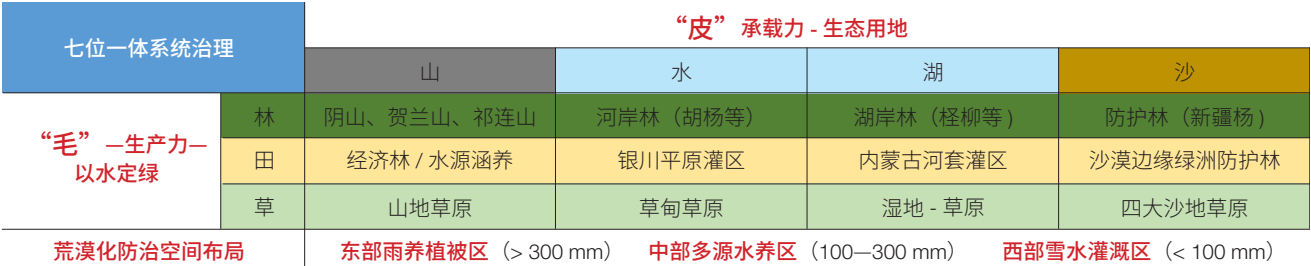 七位一体系统治理
“皮”承载力 - 生态用地
山 水 湖 沙
“毛”—生产力—
以水定绿
林 阴山、贺兰山、祁连山 河岸林（胡杨等） 湖岸林（柽柳等） 防护林（新疆杨）
田 经济林 / 水源涵养 银川平原灌区 内蒙古河套灌区 沙漠边缘绿洲防护林
草 山地草原 草甸草原 湿地 - 草原 四大沙地草原
荒漠化防治空间布局 东部雨养植被区（> 300 mm） 中部多源水养区（100—300 mm） 西部雪水灌溉区（< 100 mm）